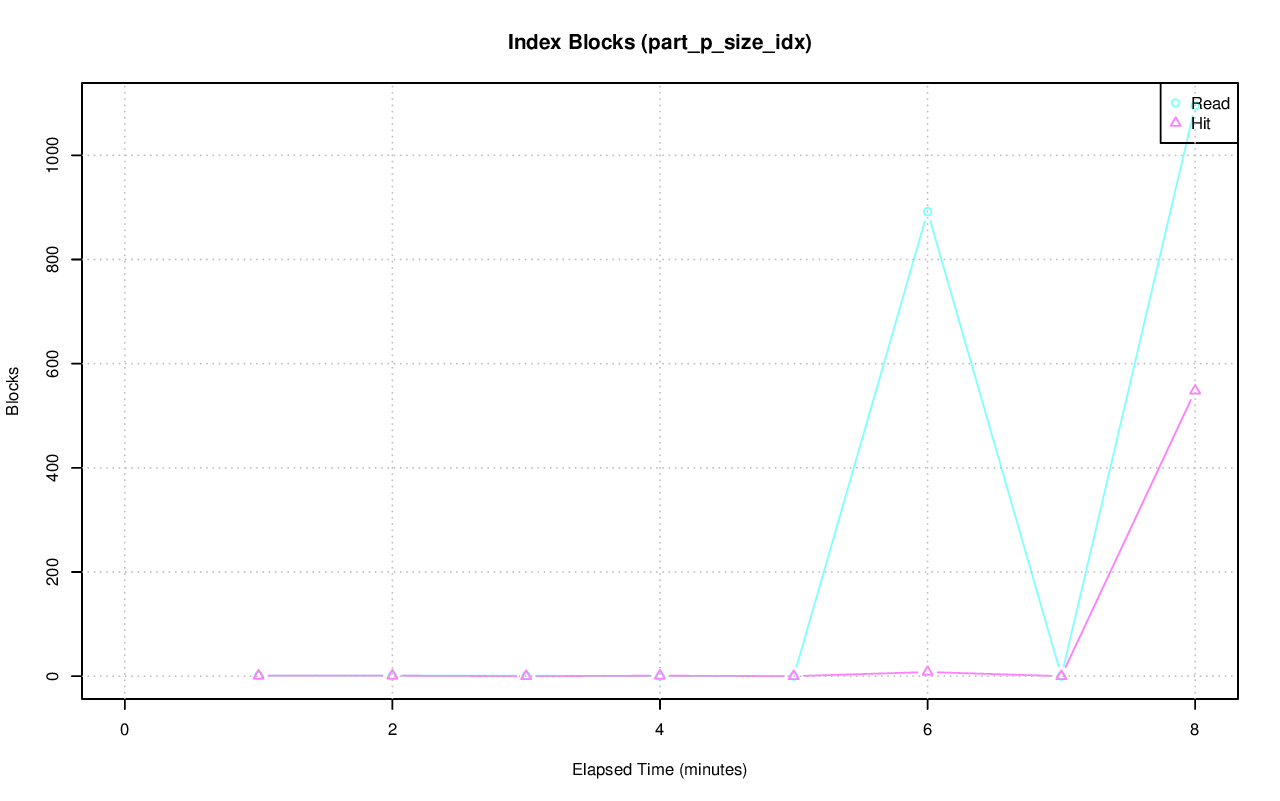 Index Blocks (part_p_size_idx)
Read
Hit
1000
800
600
400
200
0
Blocks
0 2 4 6 8
Elapsed Time (minutes)